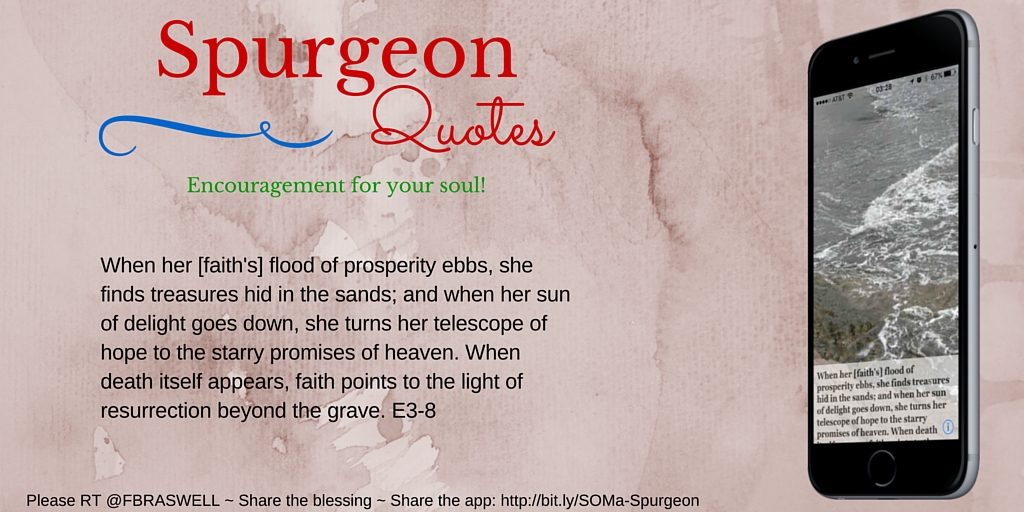 Spurgeon
Quotes
Encouragement for your soul!
When her [faith's] flood of prosperity ebbs, she
finds treasures hid in the sands; and when her sun
of delight goes down, she turns her telescope of
hope to the starry promises of heaven. When
death itself appears, faith points to the light of
resurrection beyond the grave. E3-8
Please RT @FBRASWELL ~ Share the blessing ~ Share the app: http://bit.ly/SOMa-Spurgeon
AT&T 03:28 67%
When her [faith's] flood of
prosperity ebbs, she finds treasures
hid in the sands; and when her sun
of delight goes down, she turns her
telescope of hope to the starry
promises of heaven. When death